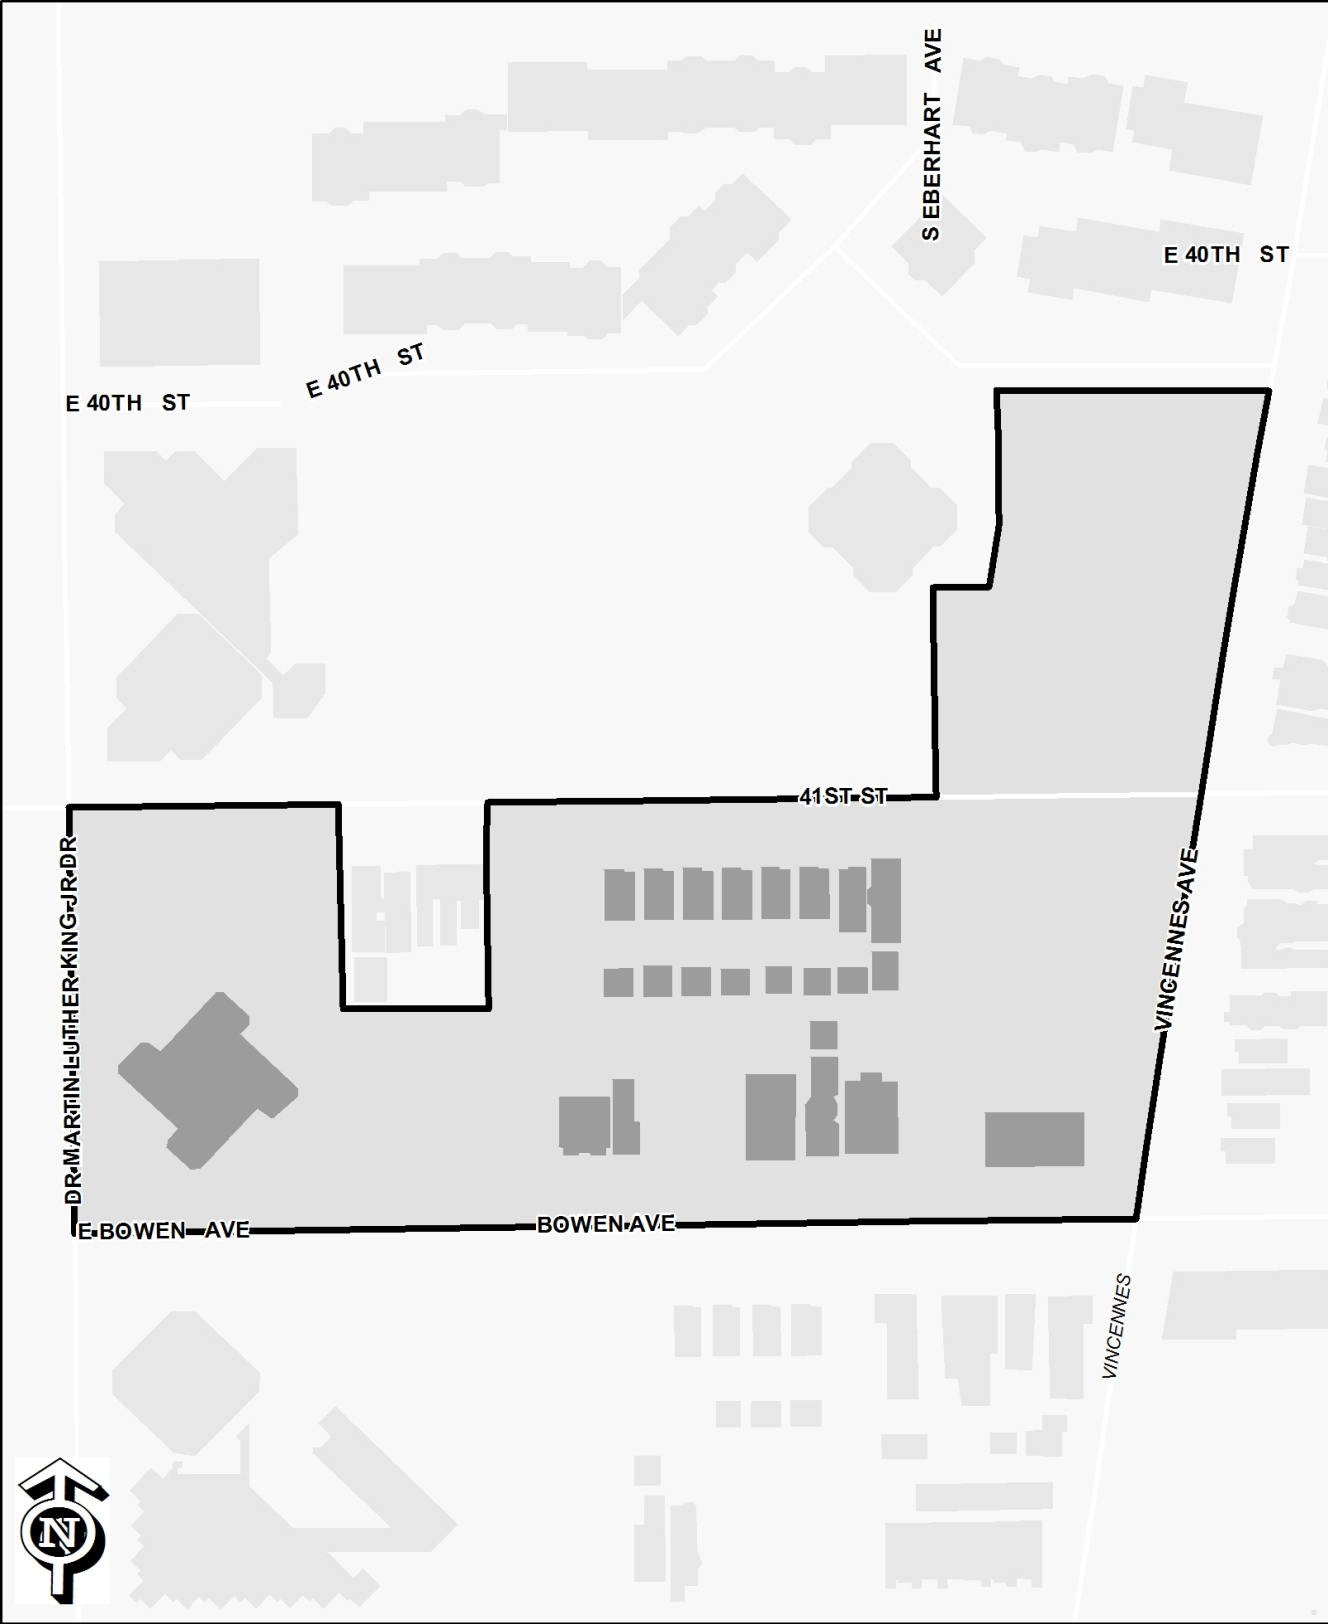 S EBERHART AVE
E 40TH ST
E 40TH ST
E 40TH ST
41ST ST
DR MARTIN LUTHER KING JR DR
VINCENNES AVE
E BOWEN AVE
BOWEN AVE
VINCENNES
N